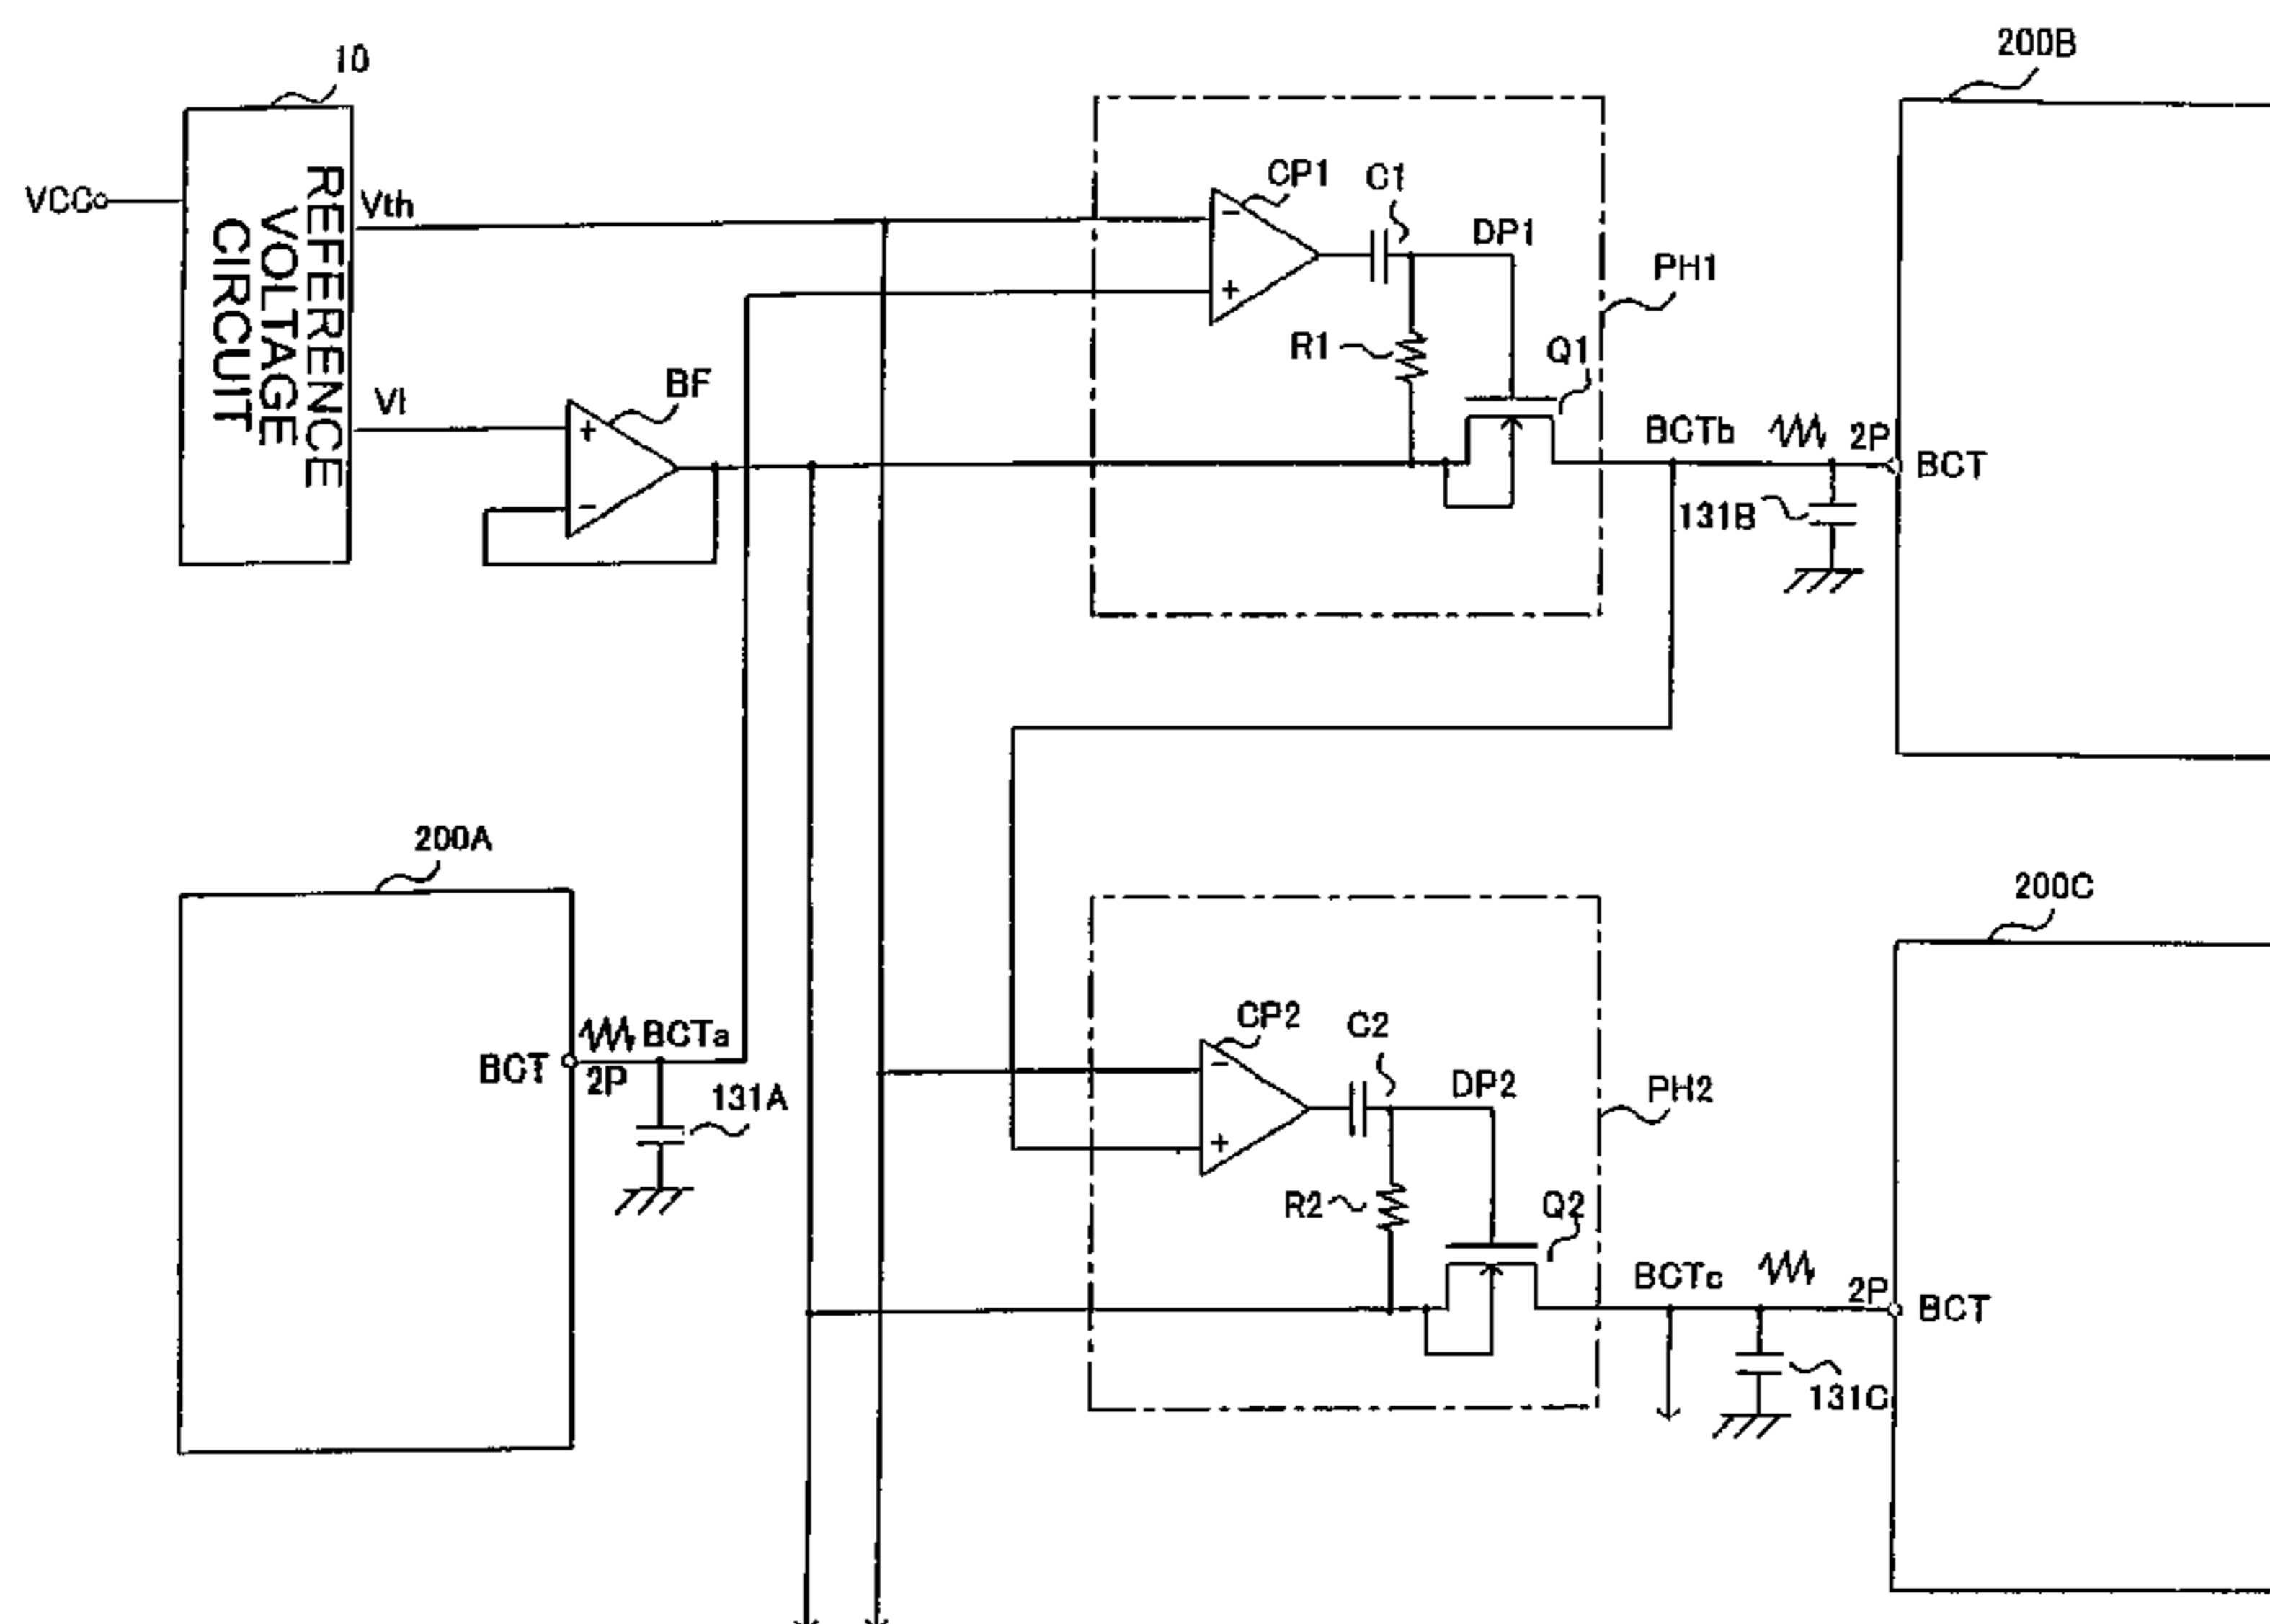 10
200B
VCC
REFERENCE
VOLTAGE
CIRCUIT
Vth
Vl
BF
CP1
-
+
C1
DP1
PH1
R1
Q1
BCTb
2P
BCT
131B
+
-
200A
BCT
BCTa
2P
131A
200C
CP2
-
+
C2
DP2
PH2
R2
Q2
BCTc
2P
BCT
131C